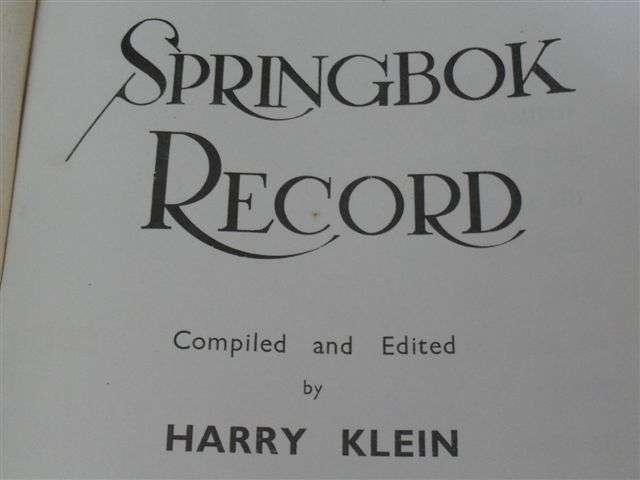 SPRINGBOK
RECORD
Compiled and Edited
by
HARRY KLEIN